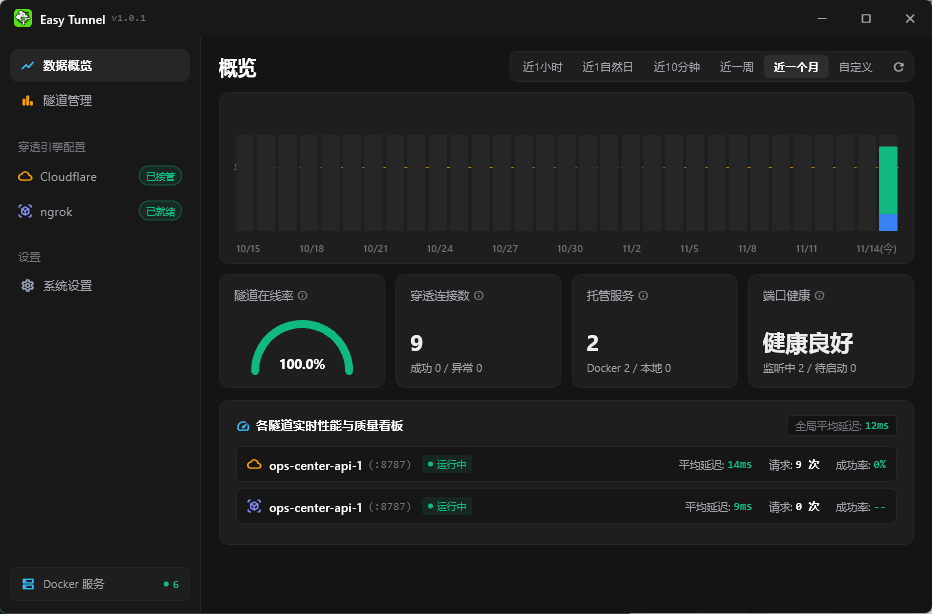 Easy Tunnel v1.0.1
数据概览
隧道管理
穿透引擎配置
Cloudflare 已接管
ngrok 已就绪
设置
系统设置
Docker 服务 6
概览
近1小时 近1自然日 近10分钟 近一周 近一个月 自定义
10/15 10/18 10/21 10/24 10/27 10/30 11/2 11/5 11/8 11/11 11/14(今)
隧道在线率
100.0%
穿透连接数
9
成功 0 / 异常 0
托管服务
2
Docker 2 / 本地 0
端口健康
健康良好
监听中 2 / 待启动 0
各隧道实时性能与质量看板 全局平均延迟: 12ms
ops-center-api-1 (:8787) 运行中 平均延迟: 14ms 请求: 9 次 成功率: 0%
ops-center-api-1 (:8787) 运行中 平均延迟: 9ms 请求: 0 次 成功率: --